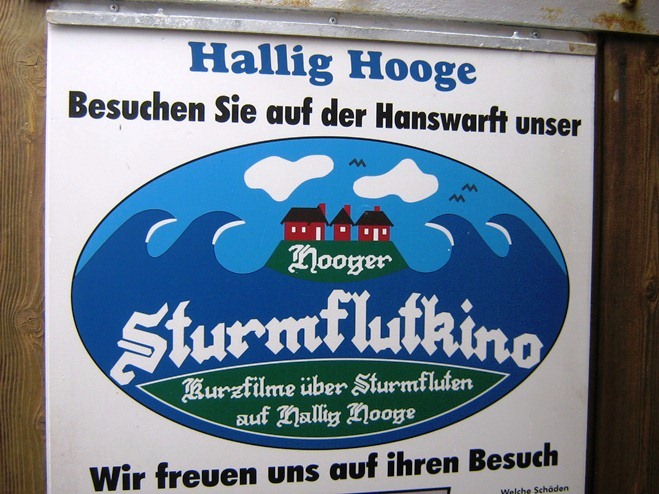 Hallig Hooge
Besuchen Sie auf der Hanswarft unser
Hooger
Sturmflutkino
Kurzfilme über Sturmfluten
auf Hallig Hooge
Wir freuen uns auf ihren Besuch
Welche Schäden